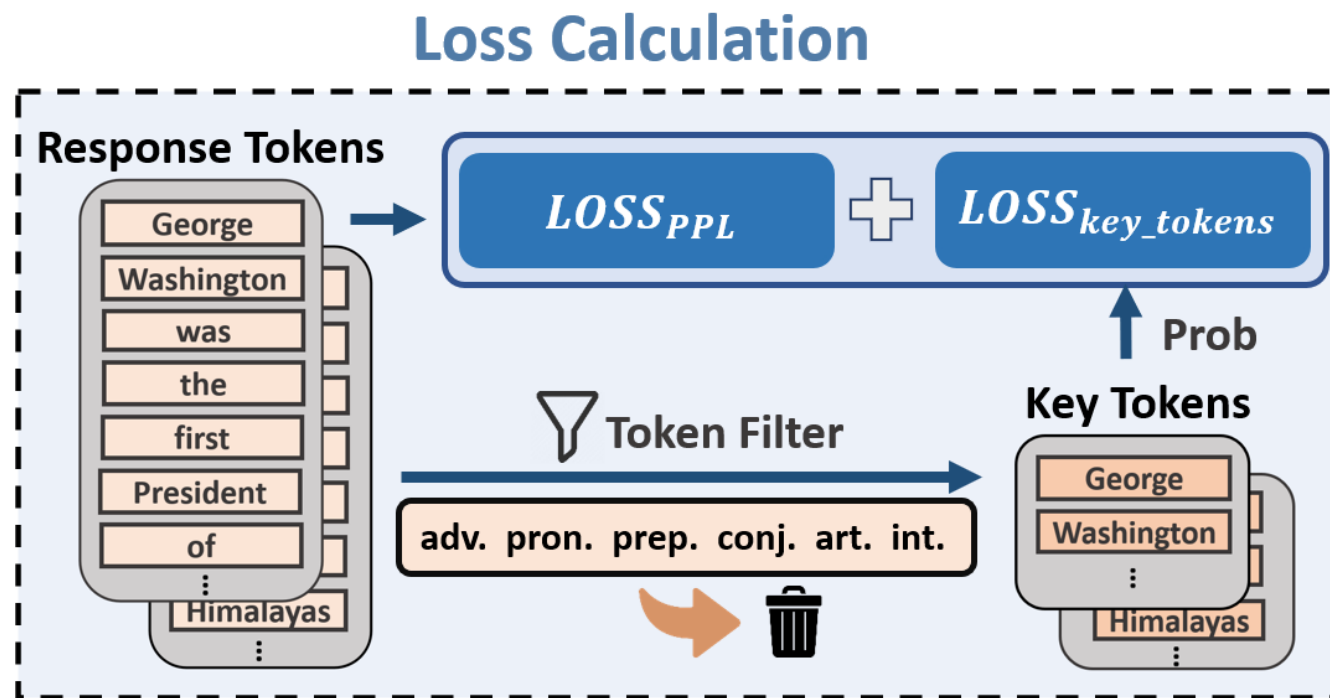 Loss Calculation
Response Tokens
George
Washington
was
the
first
President
of
⋮
Himalayas
⋮
LOSS_PPL
+
LOSS_key_tokens
Prob
Token Filter
adv. pron. prep. conj. art. int.
Key Tokens
George
Washington
⋮
Himalayas
⋮